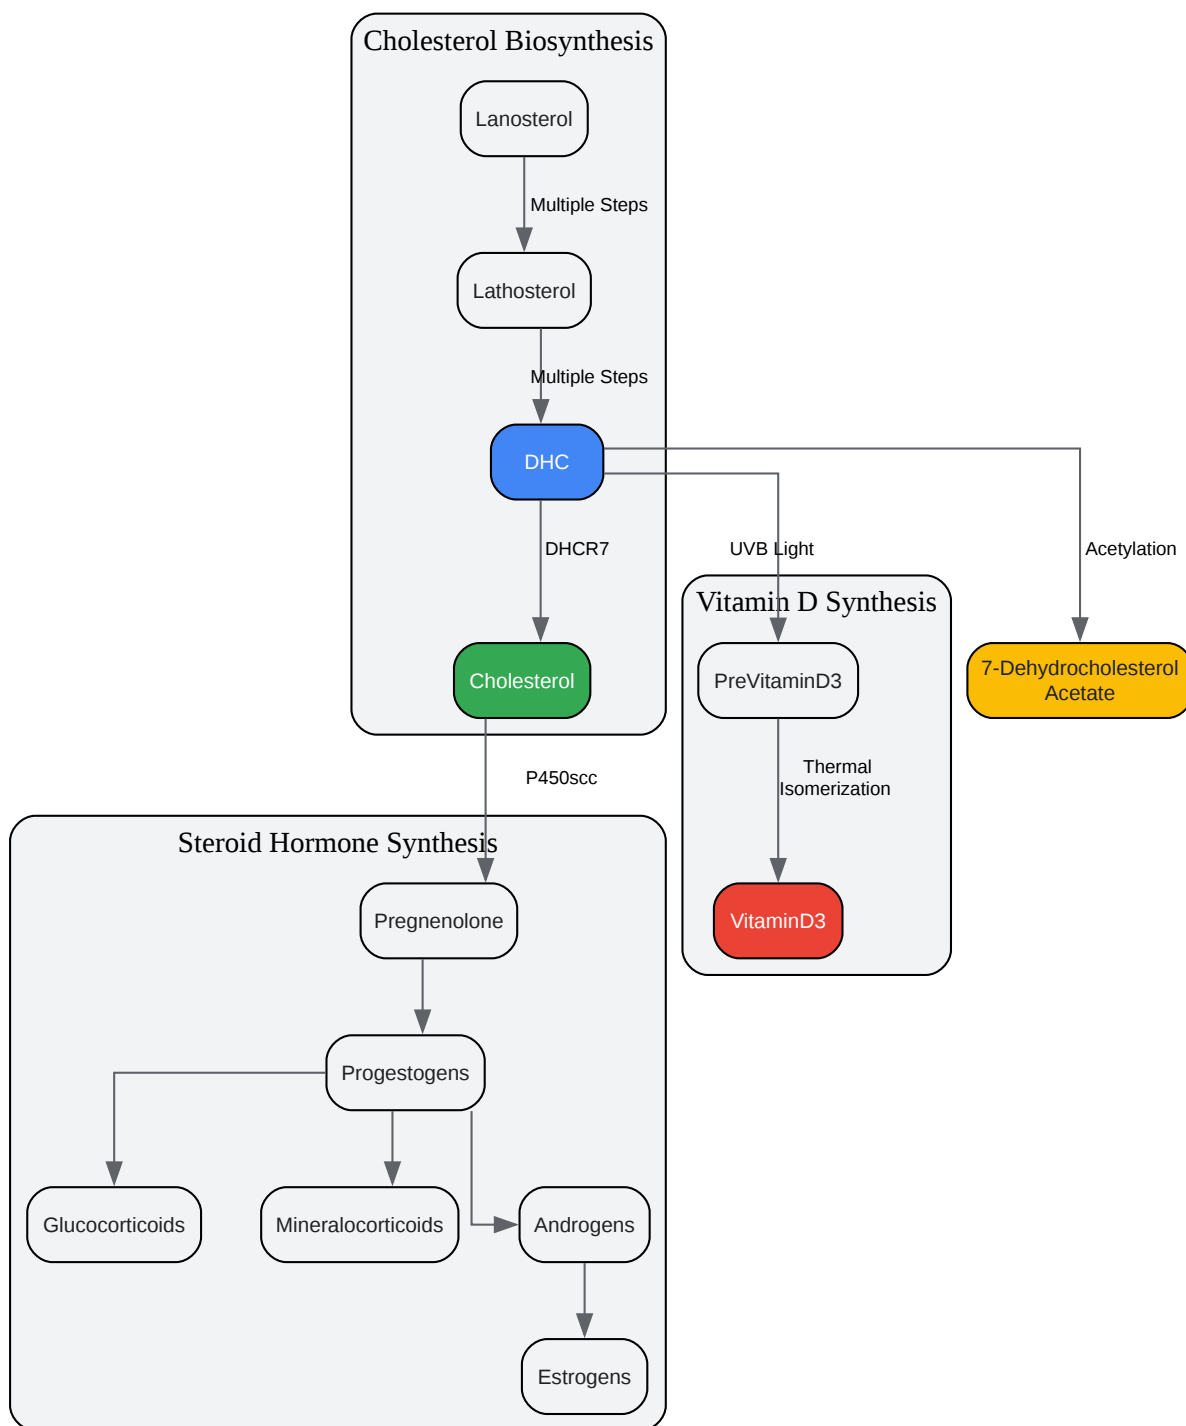 Cholesterol Biosynthesis
Lanosterol
Multiple Steps
Lathosterol
Multiple Steps
DHC
DHCR7
UVB Light
Acetylation
Vitamin D Synthesis
Cholesterol
PreVitaminD3
7-Dehydrocholesterol
Acetate
P450scc
Thermal
Isomerization
Steroid Hormone Synthesis
Pregnenolone
VitaminD3
Progestogens
Glucocorticoids
Mineralocorticoids
Androgens
Estrogens